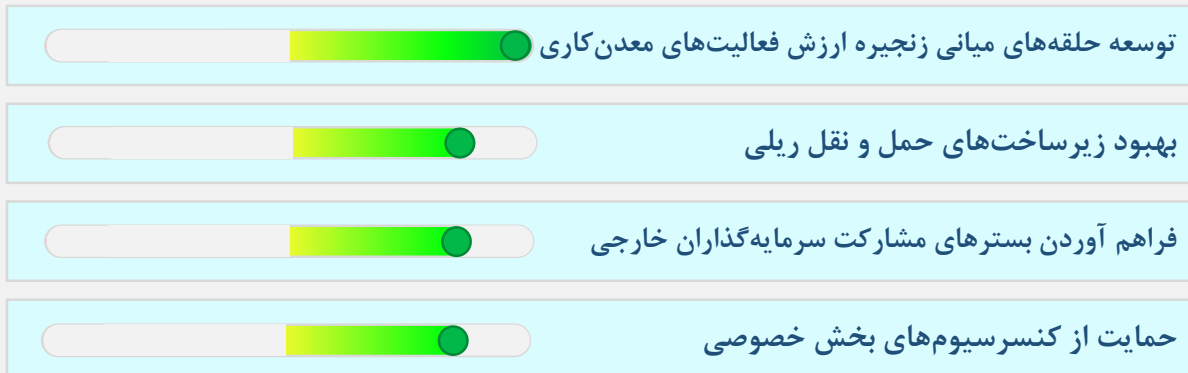 توسعه حلقه‌های میانی زنجیره ارزش فعالیت‌های معدن‌کاری
بهبود زیرساخت‌های حمل و نقل ریلی
فراهم آوردن بسترهای مشارکت سرمایه‌گذاران خارجی
حمایت از کنسرسیوم‌های بخش خصوصی